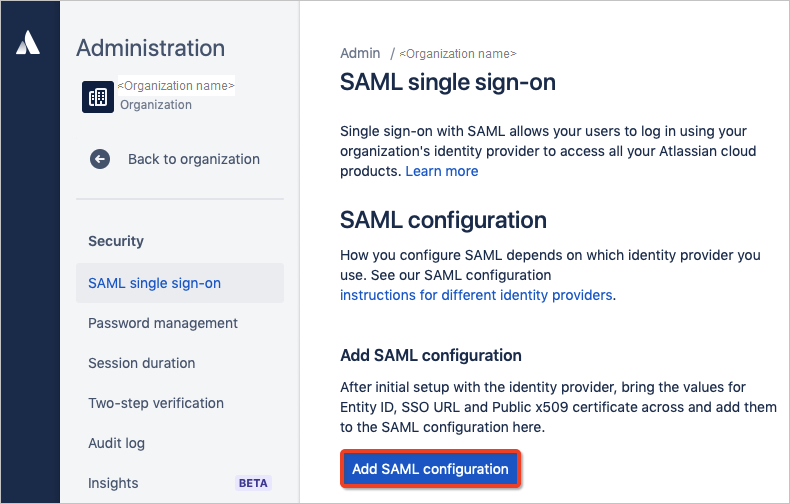 Administration
<Organization name>
Organization
Back to organization
Security
SAML single sign-on
Password management
Session duration
Two-step verification
Audit log
Insights BETA
Admin / <Organization name>
SAML single sign-on
Single sign-on with SAML allows your users to log in using your
organization's identity provider to access all your Atlassian cloud
products. Learn more
SAML configuration
How you configure SAML depends on which identity provider you
use. See our SAML configuration
instructions for different identity providers.
Add SAML configuration
After initial setup with the identity provider, bring the values for
Entity ID, SSO URL and Public x509 certificate across and add them
to the SAML configuration here.
Add SAML configuration